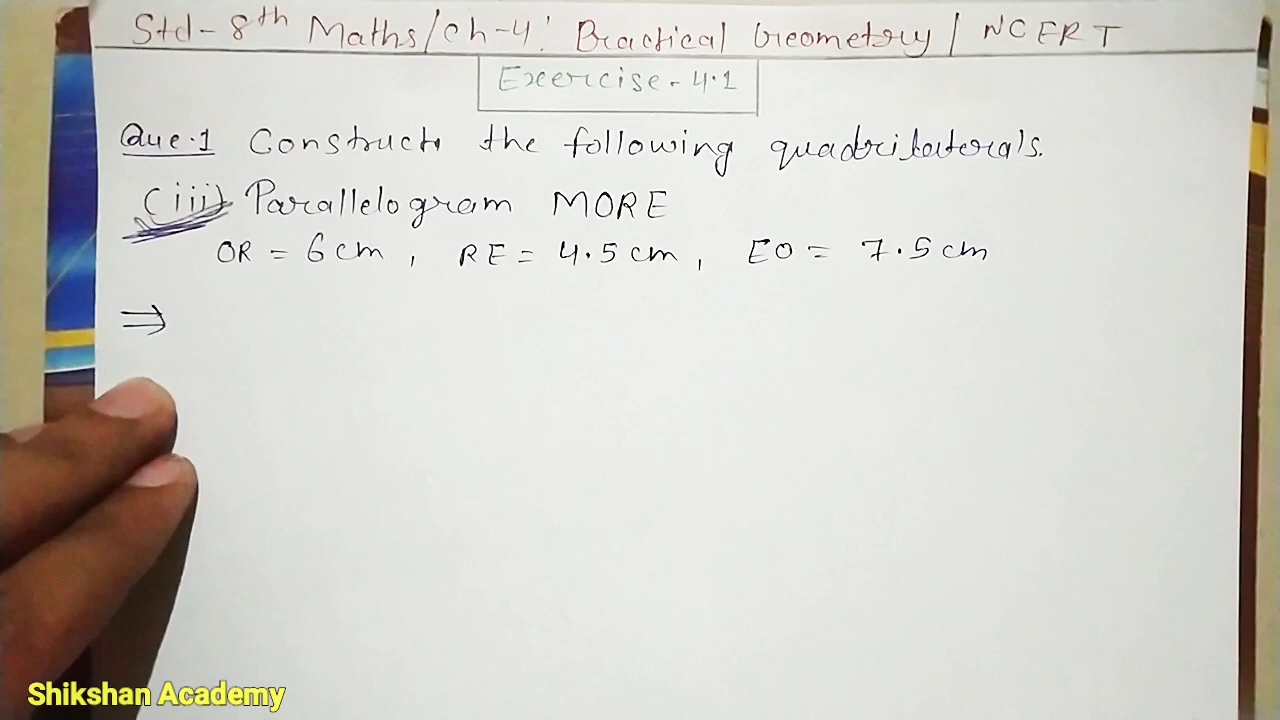 Std - 8th Maths / Ch-4: Practical Geometry / NCERT
Exercise - 4.1
Que.1 Construct the following quadrilaterals.
(iii) Parallelogram MORE
OR = 6 cm , RE = 4.5 cm , EO = 7.5 cm
⇒
Shikshan Academy